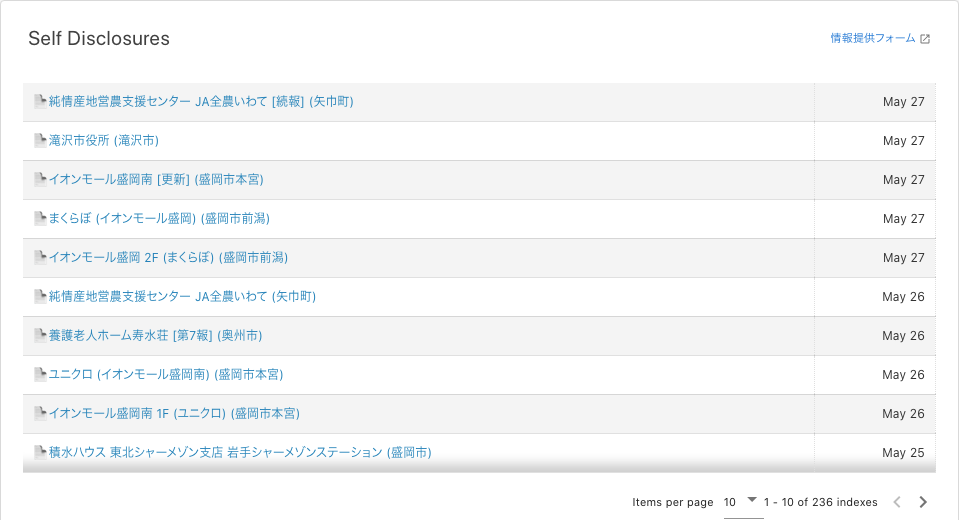 Self Disclosures
情報提供フォーム
純情産地営農支援センター JA全農いわて [続報] (矢巾町) May 27
滝沢市役所 (滝沢市) May 27
イオンモール盛岡南 [更新] (盛岡市本宮) May 27
まくらぼ (イオンモール盛岡) (盛岡市前潟) May 27
イオンモール盛岡 2F (まくらぼ) (盛岡市前潟) May 27
純情産地営農支援センター JA全農いわて (矢巾町) May 26
養護老人ホーム寿水荘 [第7報] (奥州市) May 26
ユニクロ (イオンモール盛岡南) (盛岡市本宮) May 26
イオンモール盛岡南 1F (ユニクロ) (盛岡市本宮) May 26
積水ハウス 東北シャーメゾン支店 岩手シャーメゾンステーション (盛岡市) May 25
Items per page 10 1 - 10 of 236 indexes